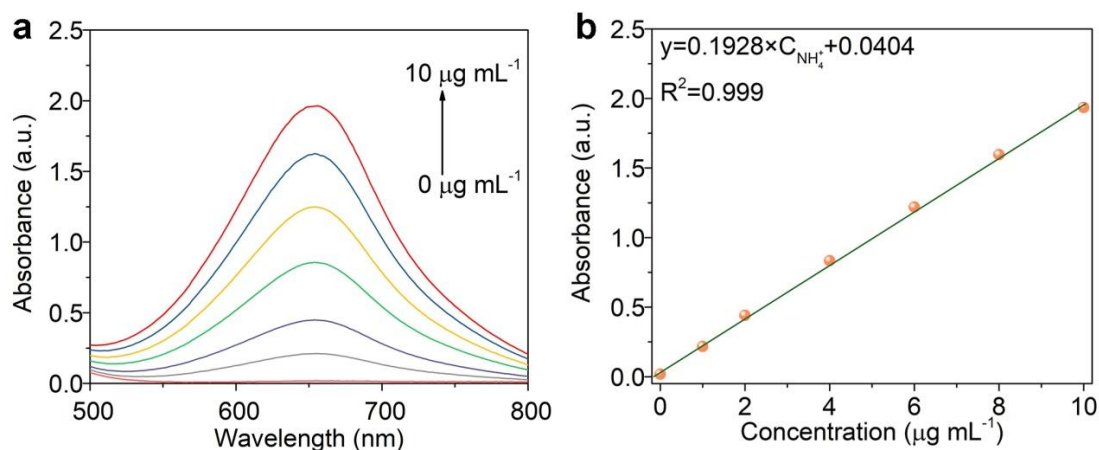 a
2.5
2.0
1.5
1.0
0.5
0.0
Absorbance (a.u.)
10 μg mL⁻¹
0 μg mL⁻¹
500
600
700
800
Wavelength (nm)
b
2.5
2.0
1.5
1.0
0.5
0.0
Absorbance (a.u.)
y=0.1928×C_NH₄⁺+0.0404
R²=0.999
0
2
4
6
8
10
Concentration (μg mL⁻¹)